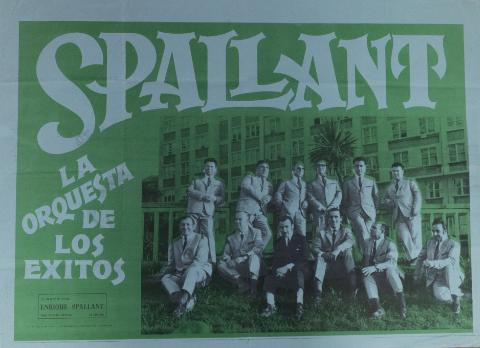 SPALLANT
LA
ORQUESTA
DE
LOS
EXITOS
ENRIQUE SPALLANT